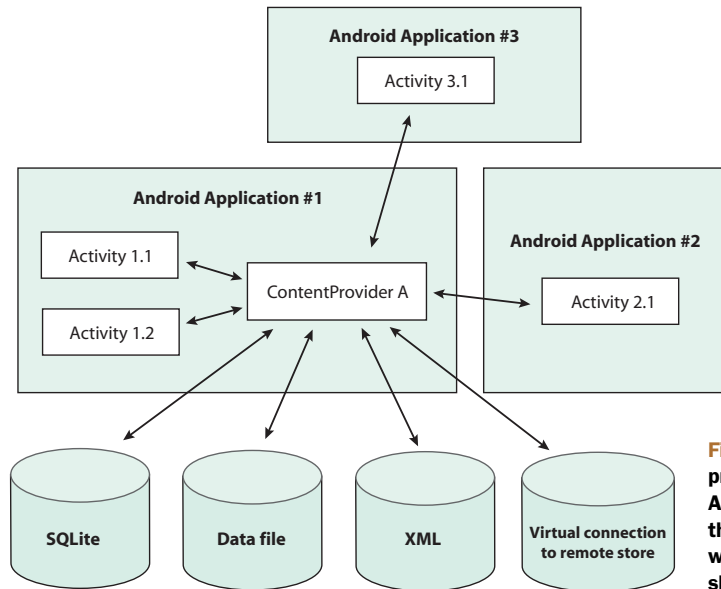 Android Application #3
Activity 3.1
Android Application #1
Activity 1.1
Activity 1.2
ContentProvider A
Android Application #2
Activity 2.1
SQLite
Data file
XML
Virtual connection
to remote store